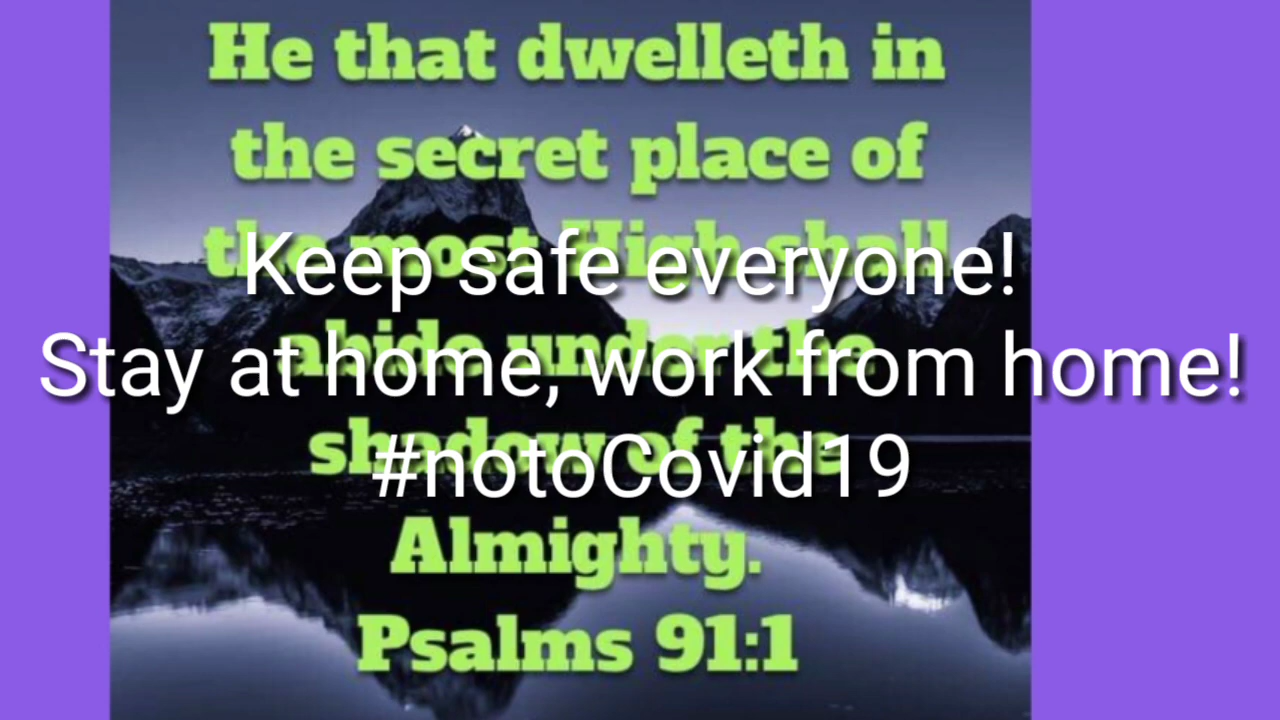 He that dwelleth in
the secret place of
the most High shall
abide under the
shadow of the
Almighty.
Psalms 91:1
Keep safe everyone!
Stay at home, work from home!
#notoCovid19